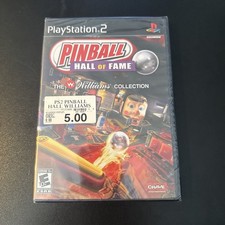 PlayStation 2
PINBALL
HALL OF FAME
THE Williams COLLECTION
PS2 PINBALL
HALL WILLIAMS
5.00
E
Crave